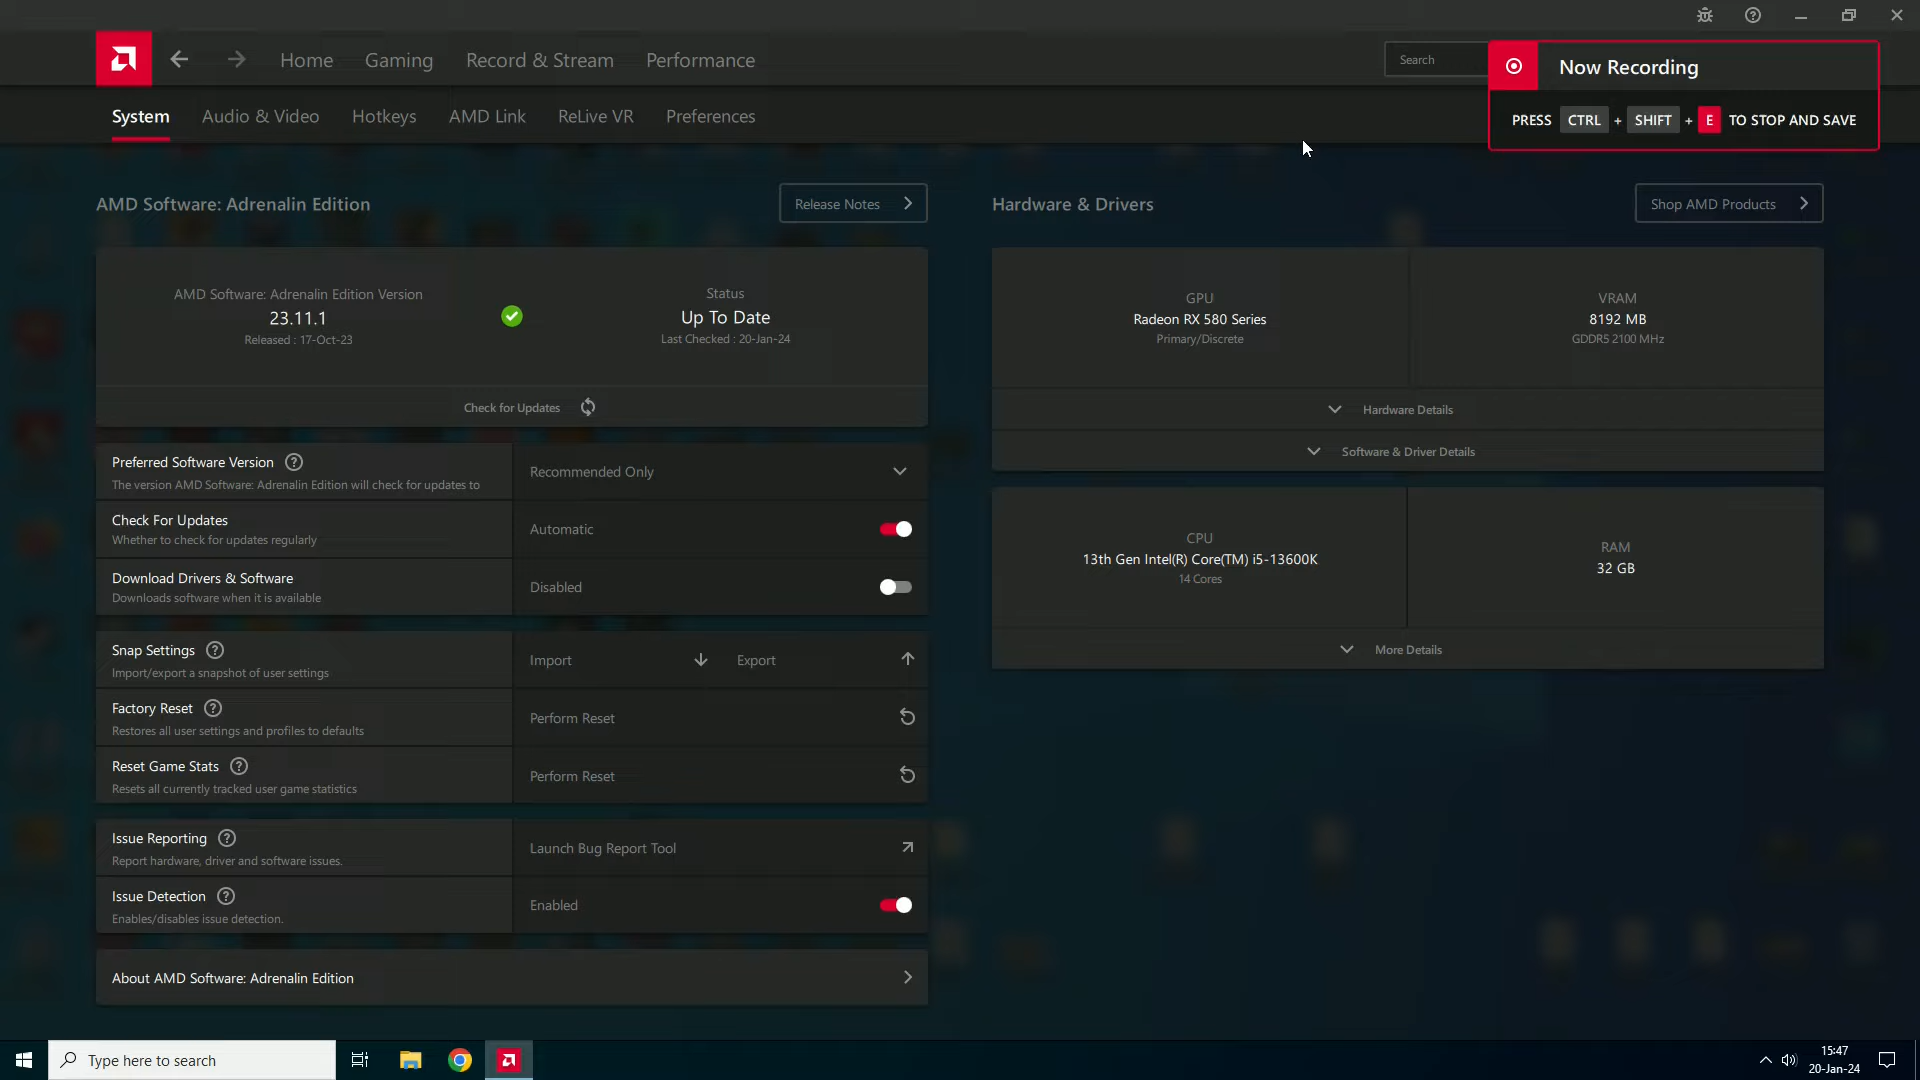 Home Gaming Record & Stream Performance
Search
Now Recording
PRESS CTRL + SHIFT + E TO STOP AND SAVE
System Audio & Video Hotkeys AMD Link ReLive VR Preferences
AMD Software: Adrenalin Edition
Release Notes
AMD Software: Adrenalin Edition Version
23.11.1
Released : 17-Oct-23
Status
Up To Date
Last Checked : 20-Jan-24
Check for Updates
Preferred Software Version
The version AMD Software: Adrenalin Edition will check for updates to
Recommended Only
Check For Updates
Whether to check for updates regularly
Automatic
Download Drivers & Software
Downloads software when it is available
Disabled
Snap Settings
Import/export a snapshot of user settings
Import Export
Factory Reset
Restores all user settings and profiles to defaults
Perform Reset
Reset Game Stats
Resets all currently tracked user game statistics
Perform Reset
Issue Reporting
Report hardware, driver and software issues.
Launch Bug Report Tool
Issue Detection
Enables/disables issue detection.
Enabled
About AMD Software: Adrenalin Edition
Hardware & Drivers
Shop AMD Products
GPU
Radeon RX 580 Series
Primary/Discrete
VRAM
8192 MB
GDDR5 2100 MHz
Hardware Details
Software & Driver Details
CPU
13th Gen Intel(R) Core(TM) i5-13600K
14 Cores
RAM
32 GB
More Details
Type here to search
15:47
20-Jan-24